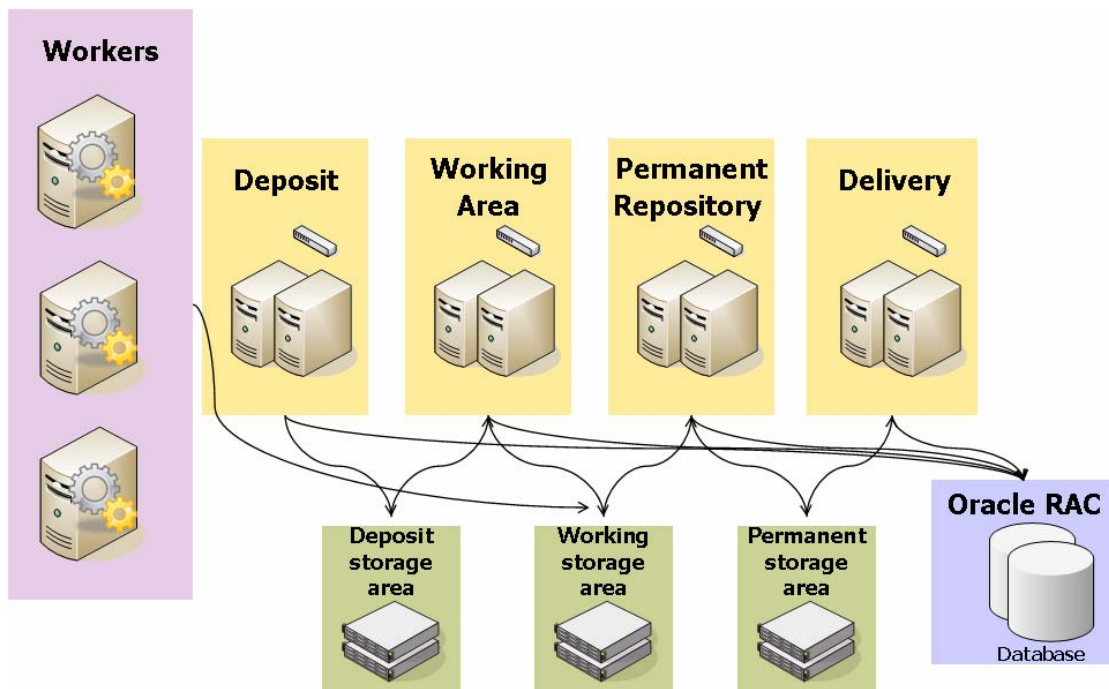 Workers
Deposit
Working
Area
Permanent
Repository
Delivery
Deposit
storage
area
Working
storage
area
Permanent
storage
area
Oracle RAC
Database